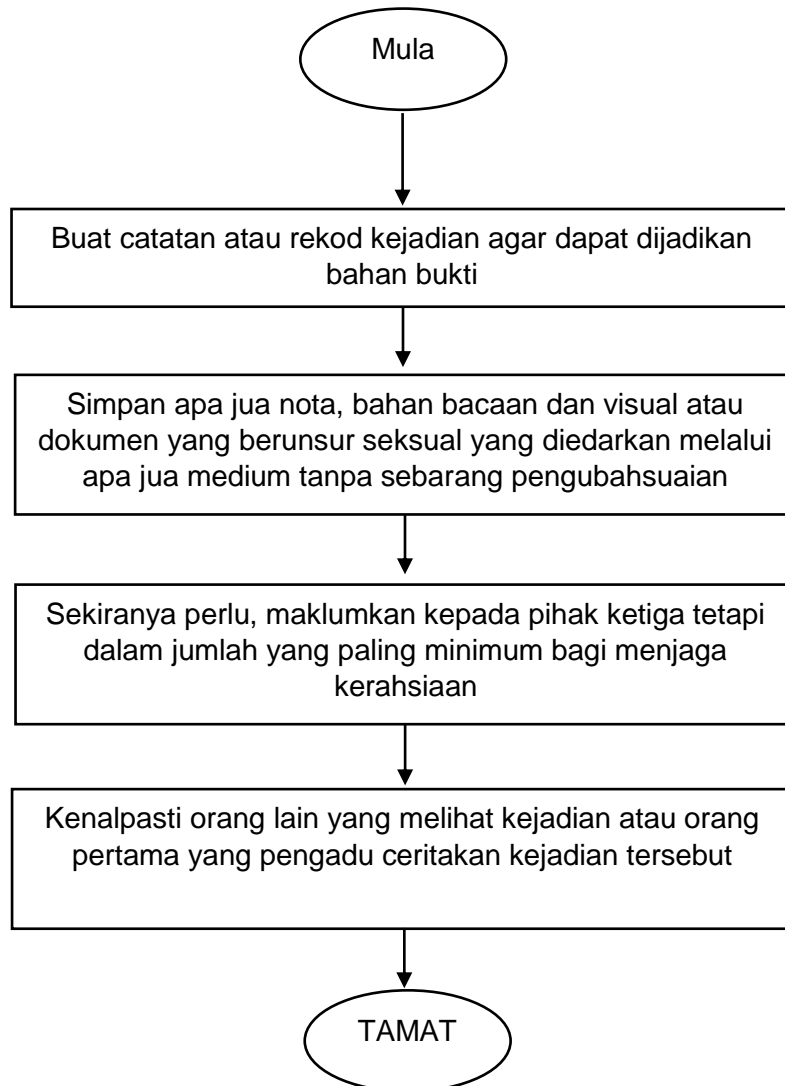 Mula
Buat catatan atau rekod kejadian agar dapat dijadikan
bahan bukti
Simpan apa jua nota, bahan bacaan dan visual atau
dokumen yang berunsur seksual yang diedarkan melalui
apa jua medium tanpa sebarang pengubahsuaian
Sekiranya perlu, maklumkan kepada pihak ketiga tetapi
dalam jumlah yang paling minimum bagi menjaga
kerahsiaan
Kenalpasti orang lain yang melihat kejadian atau orang
pertama yang pengadu ceritakan kejadian tersebut
TAMAT